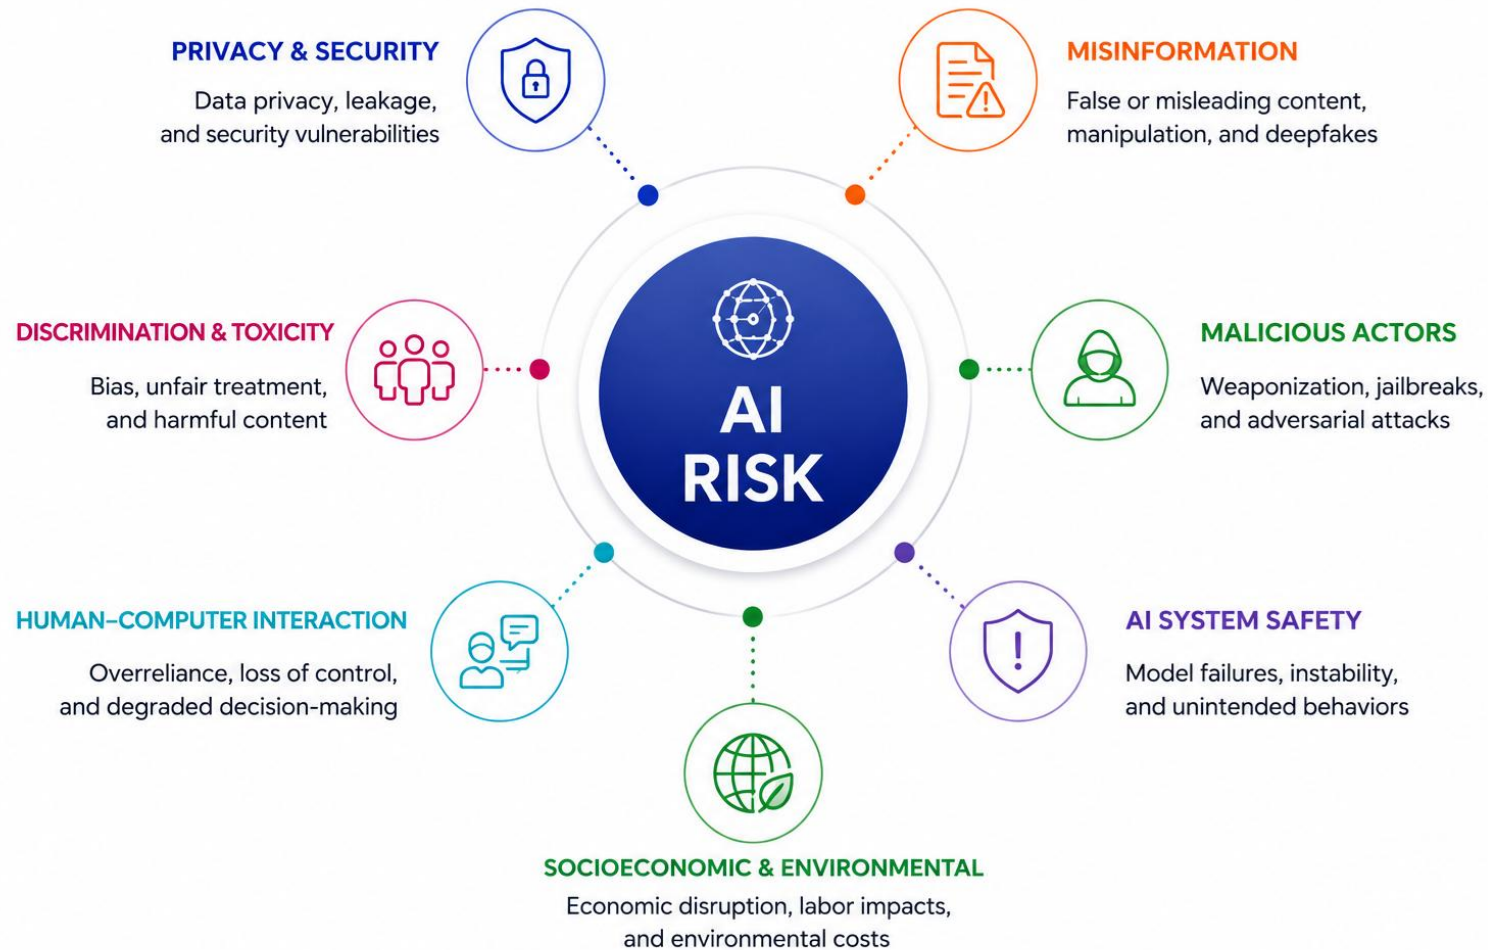 PRIVACY & SECURITY
Data privacy, leakage,
and security vulnerabilities
MISINFORMATION
False or misleading content,
manipulation, and deepfakes
DISCRIMINATION & TOXICITY
Bias, unfair treatment,
and harmful content
AI
RISK
MALICIOUS ACTORS
Weaponization, jailbreaks,
and adversarial attacks
HUMAN–COMPUTER INTERACTION
Overreliance, loss of control,
and degraded decision-making
AI SYSTEM SAFETY
Model failures, instability,
and unintended behaviors
SOCIOECONOMIC & ENVIRONMENTAL
Economic disruption, labor impacts,
and environmental costs